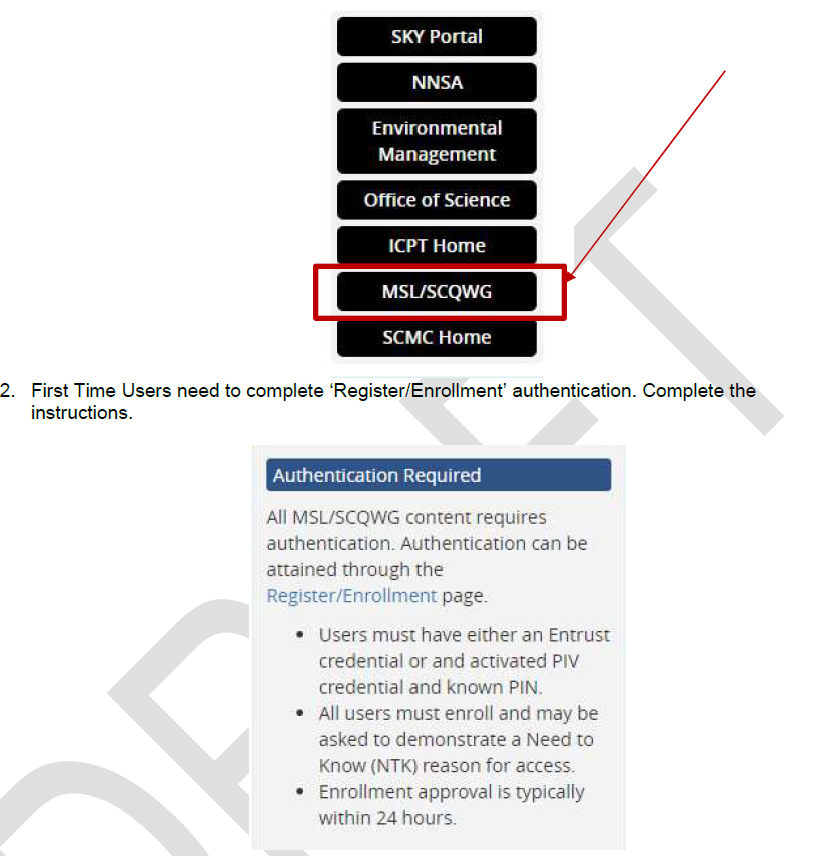 SKY Portal
NNSA
Environmental
Management
Office of Science
ICPT Home
MSL/SCQWG
SCMC Home
2. First Time Users need to complete ‘Register/Enrollment’ authentication. Complete the
instructions.
Authentication Required
All MSL/SCQWG content requires
authentication. Authentication can be
attained through the
Register/Enrollment page.
• Users must have either an Entrust
credential or and activated PIV
credential and known PIN.
• All users must enroll and may be
asked to demonstrate a Need to
Know (NTK) reason for access.
• Enrollment approval is typically
within 24 hours.